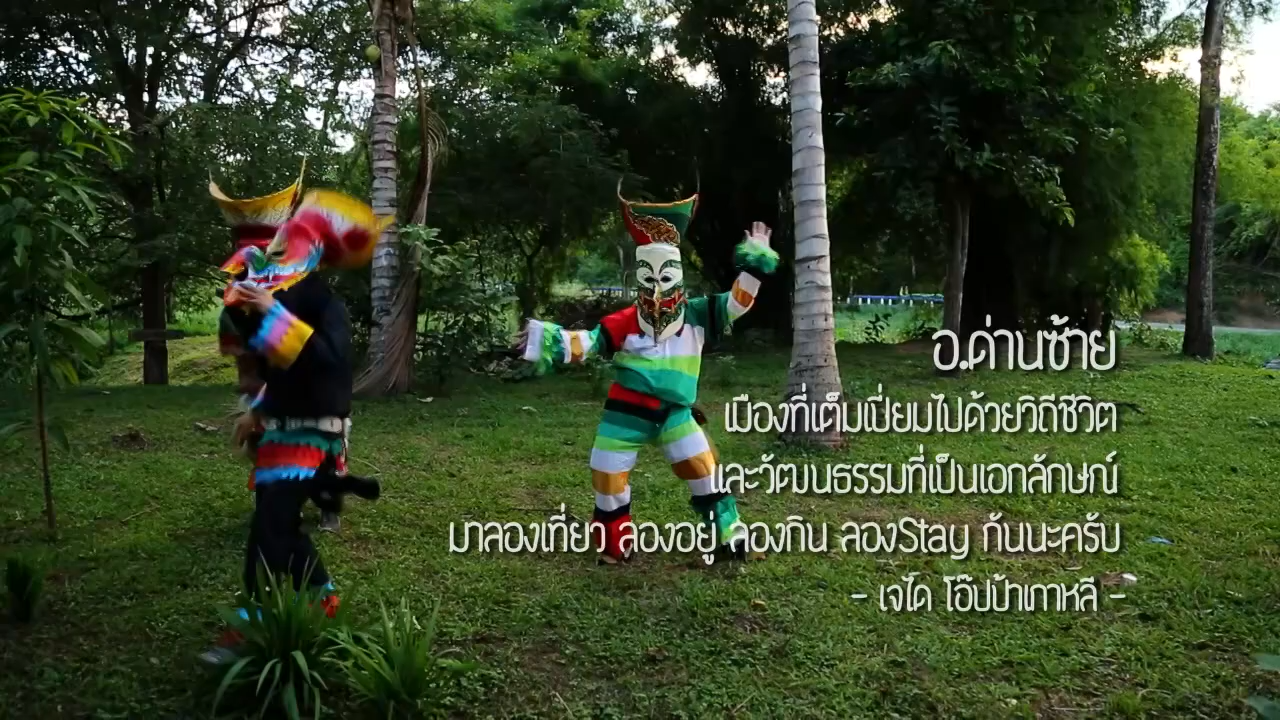 อ.ด่านซ้าย
เมืองที่เต็มเปี่ยมไปด้วยวิถีชีวิต
และวัฒนธรรมที่เป็นเอกลักษณ์
มาลองเที่ยว ลองอยู่ ลองกิน ลองStay กันนะครับ
- เจได โอ๊ปป้าเกาหลี -